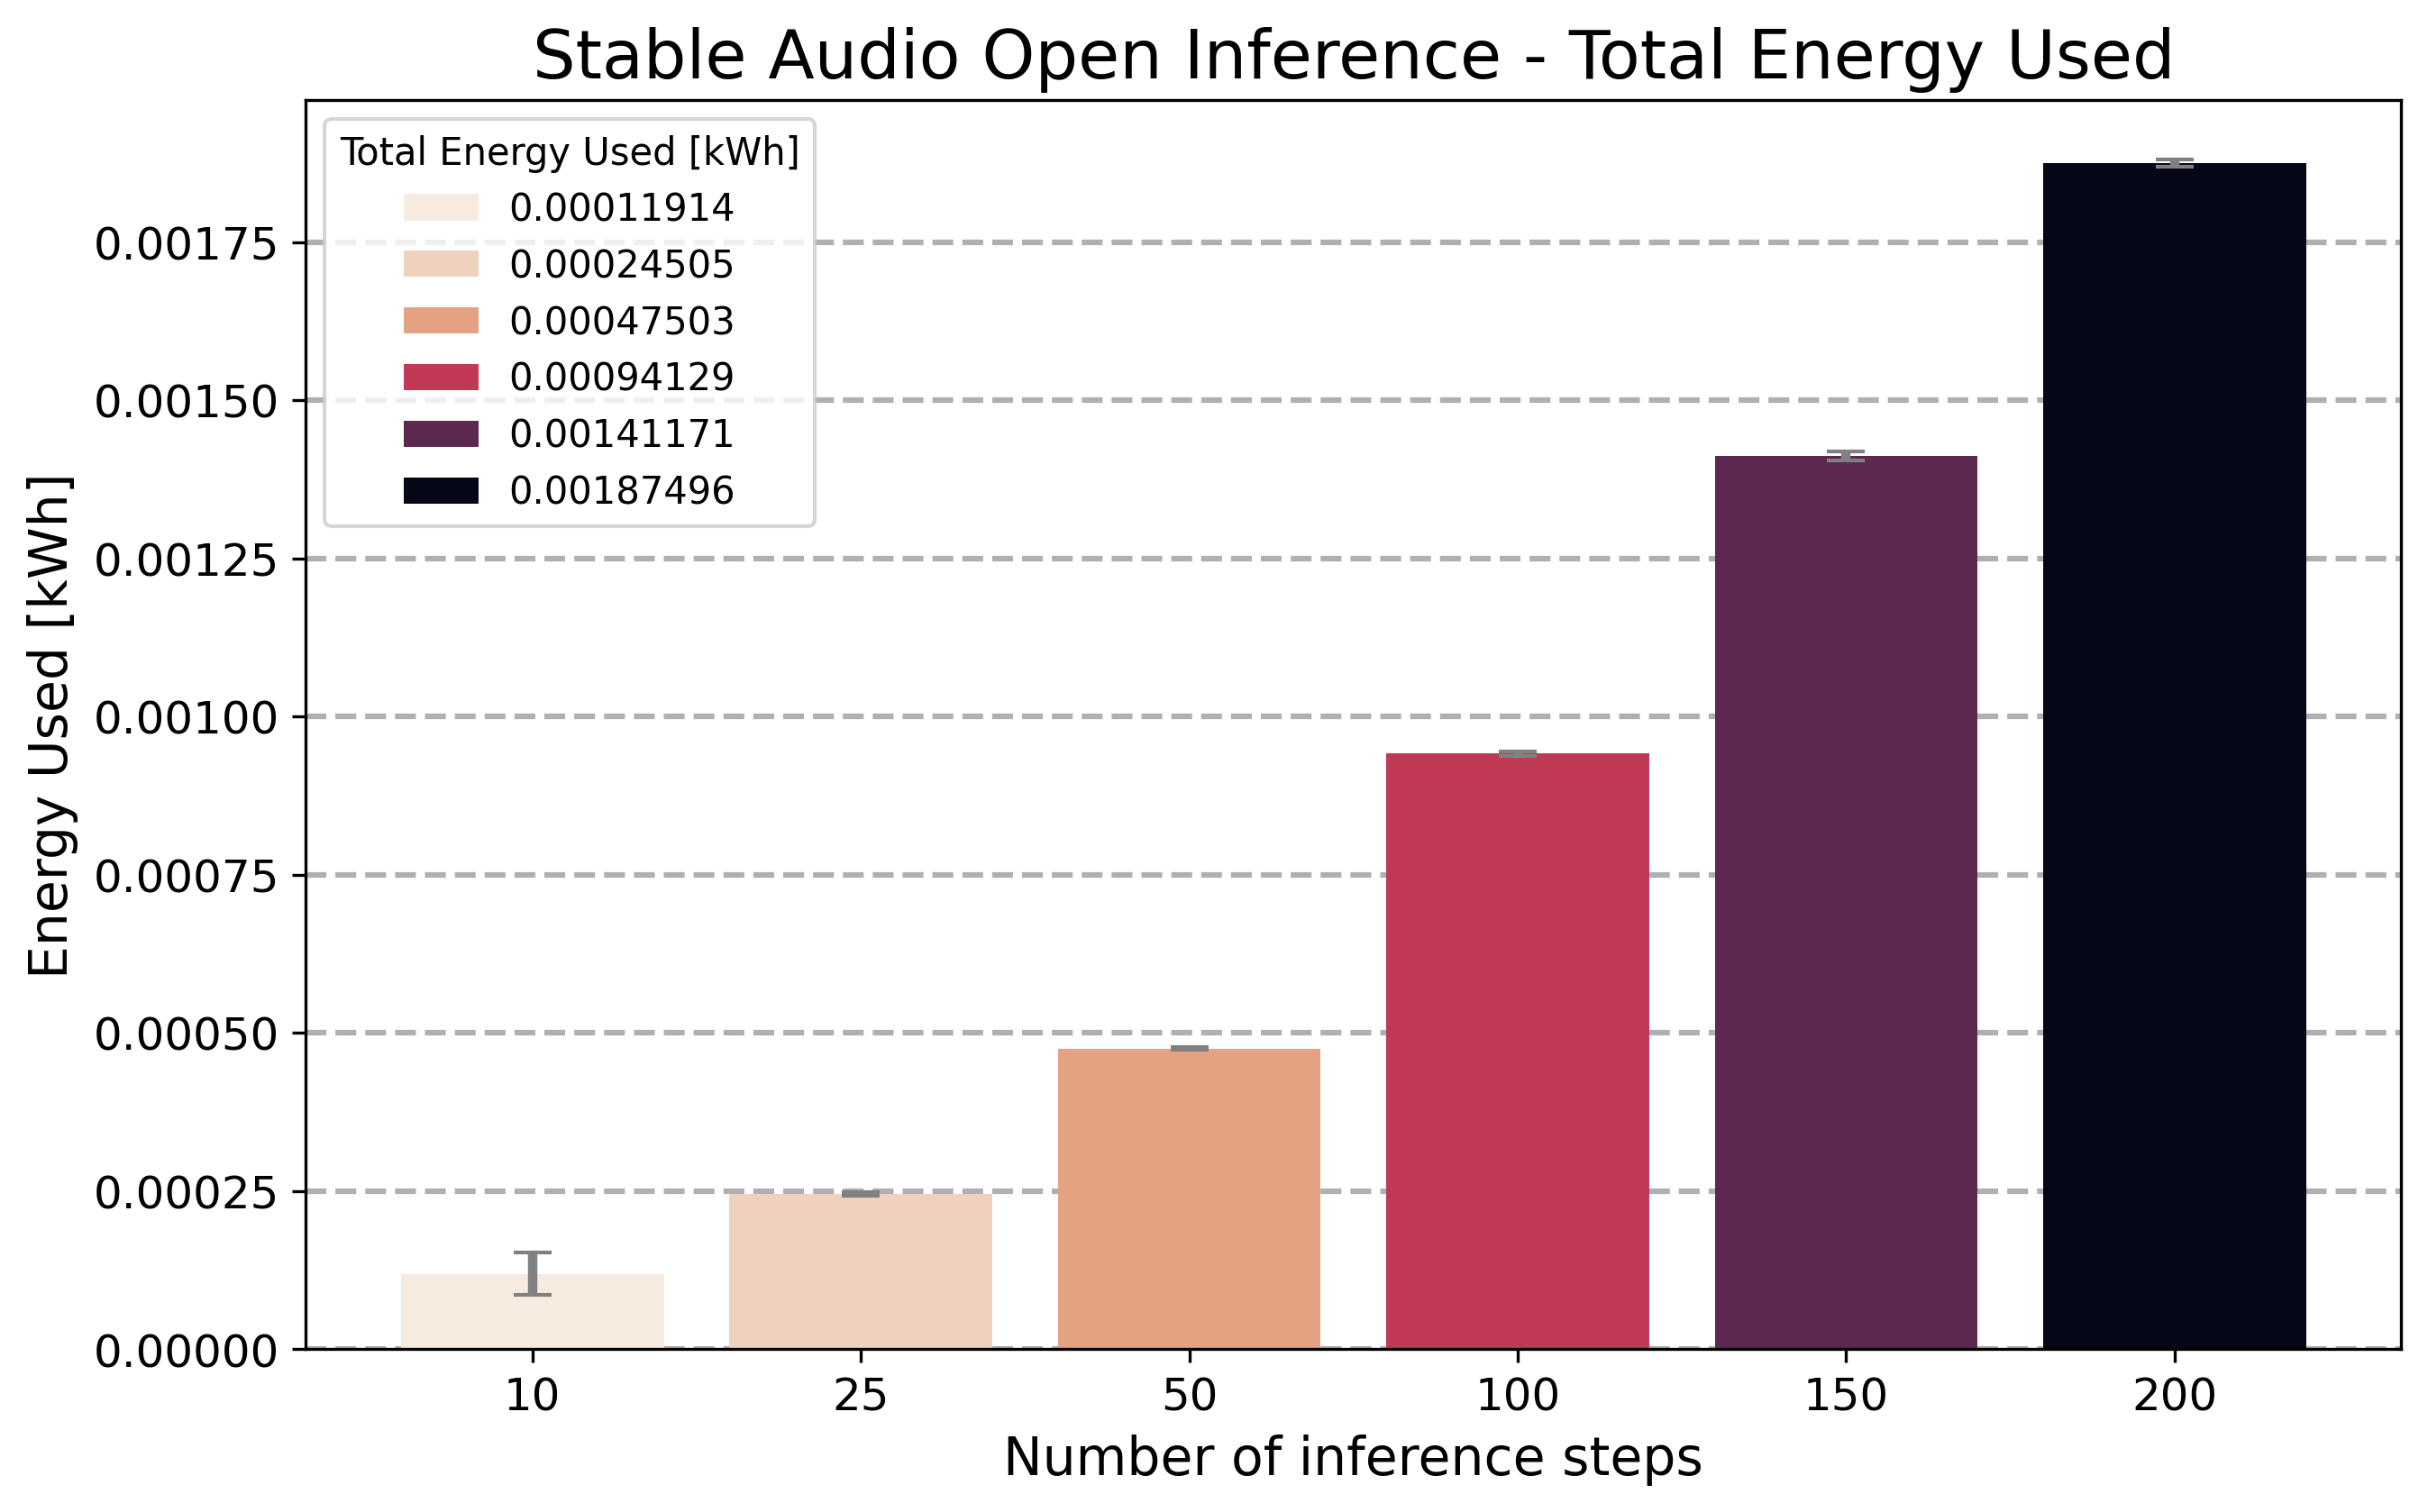 Stable Audio Open Inference - Total Energy Used
Total Energy Used [kWh]
0.00011914
0.00024505
0.00047503
0.00094129
0.00141171
0.00187496
Energy Used [kWh]
0.00175
0.00150
0.00125
0.00100
0.00075
0.00050
0.00025
0.00000
10 25 50 100 150 200
Number of inference steps